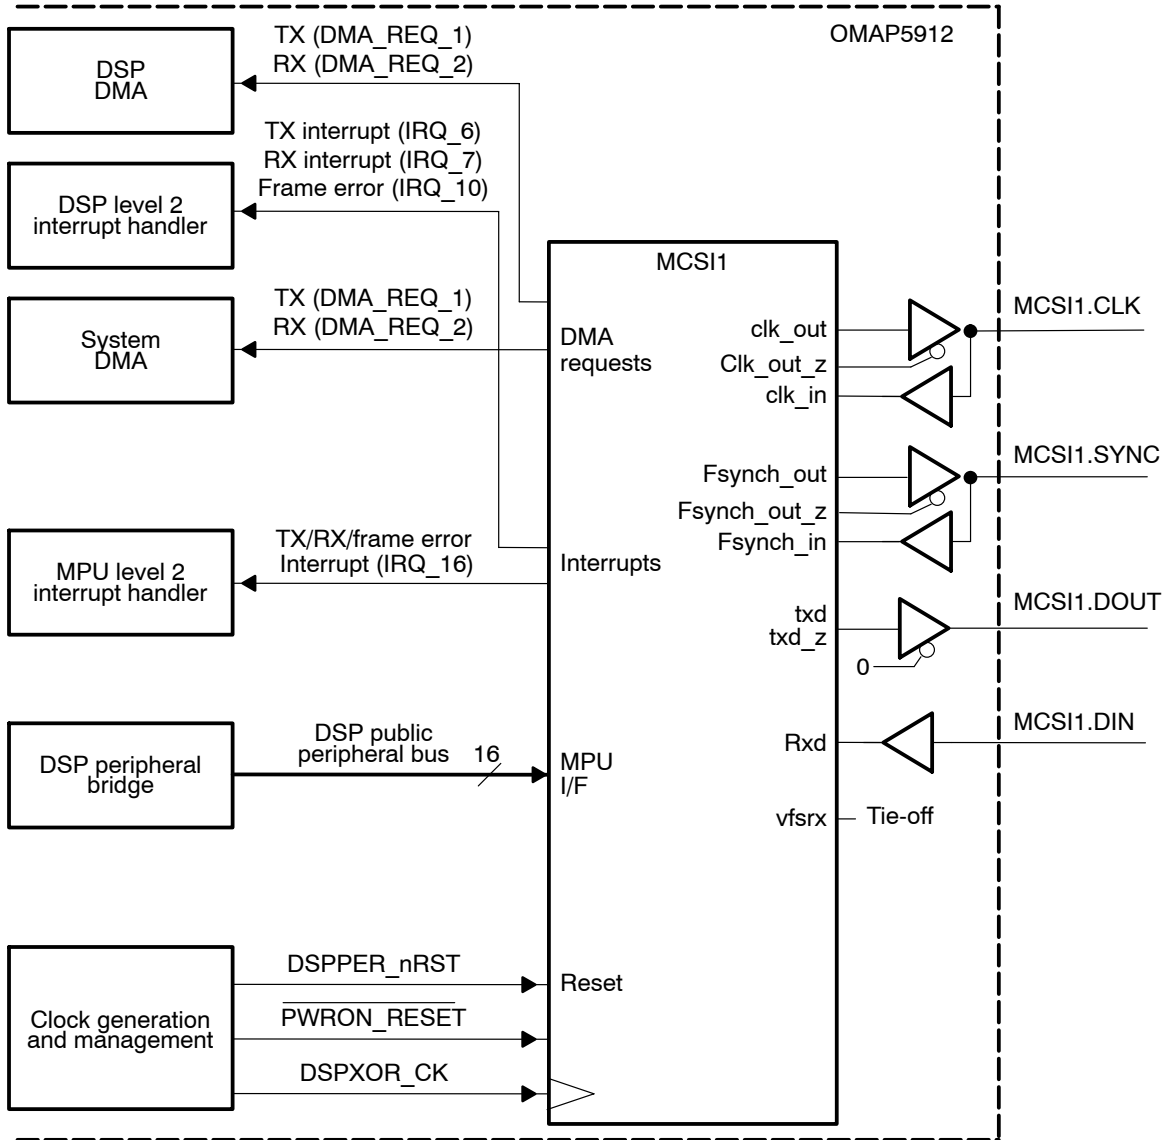 OMAP5912
TX (DMA_REQ_1)
RX (DMA_REQ_2)
DSP
DMA
TX interrupt (IRQ_6)
RX interrupt (IRQ_7)
Frame error (IRQ_10)
DSP level 2
interrupt handler
TX (DMA_REQ_1)
RX (DMA_REQ_2)
System
DMA
TX/RX/frame error
Interrupt (IRQ_16)
MPU level 2
interrupt handler
DSP public
peripheral bus
16
DSP peripheral
bridge
DSPPER_nRST
PWRON_RESET
DSPXOR_CK
Clock generation
and management
MCSI1
DMA
requests
Interrupts
MPU
I/F
Reset
clk_out
Clk_out_z
clk_in
Fsynch_out
Fsynch_out_z
Fsynch_in
txd
txd_z
0
Rxd
vfsrx
Tie-off
MCSI1.CLK
MCSI1.SYNC
MCSI1.DOUT
MCSI1.DIN